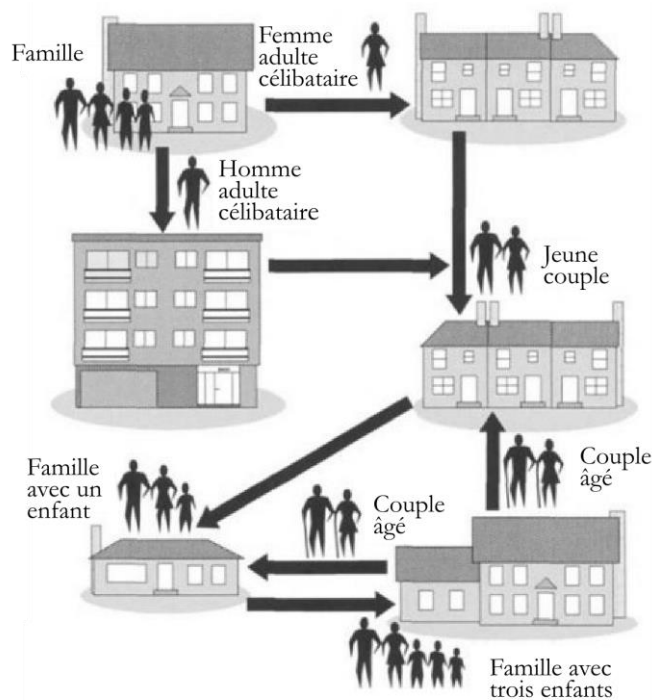 Famille
Femme
adulte
célibataire
Homme
adulte
célibataire
Jeune
couple
Famille
avec un
enfant
Couple
âgé
Couple
âgé
Famille avec
trois enfants